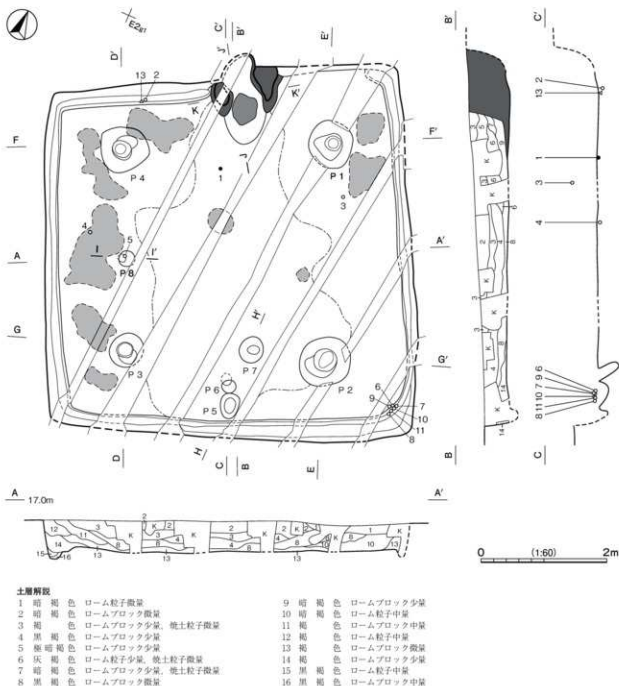 E2g1
D' C' B' E'
J K K' J'
13 2
F F'
P4 P1
1 3
4 5
I I'
P8
A A'
G G'
H'
P3 P7 P2
P6
P5
6 9 7 10 11 8
D H C B E
B' C'
2 13 1 3 4
6 9 7 10 11 8
B C
A 17.0m A'
0 (1:60) 2m
土層解説
1 暗褐色 ローム粒子微量
2 暗褐色 ロームブロック微量
3 褐色 ロームブロック少量，焼土粒子微量
4 黒褐色 ロームブロック少量
5 極暗褐色 ロームブロック少量
6 灰褐色 ローム粒子少量，焼土粒子微量
7 暗褐色 ロームブロック少量，焼土粒子微量
8 黒褐色 ロームブロック微量
9 暗褐色 ロームブロック少量
10 暗褐色 ローム粒子中量
11 褐色 ロームブロック中量
12 褐色 ローム粒子中量
13 褐色 ロームブロック微量
14 褐色 ロームブロック少量
15 黒褐色 ローム粒子中量
16 黒褐色 ロームブロック中量